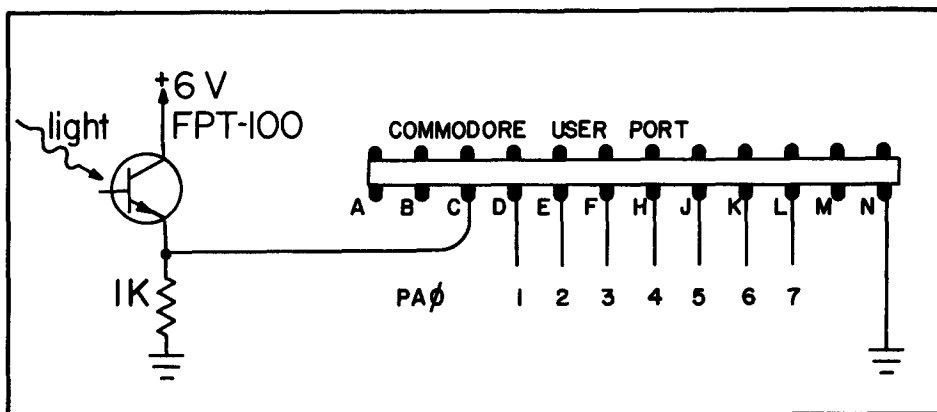 +6 V
light FPT-100
COMMODORE USER PORT
A B C D E F H J K L M N
1K PAØ 1 2 3 4 5 6 7